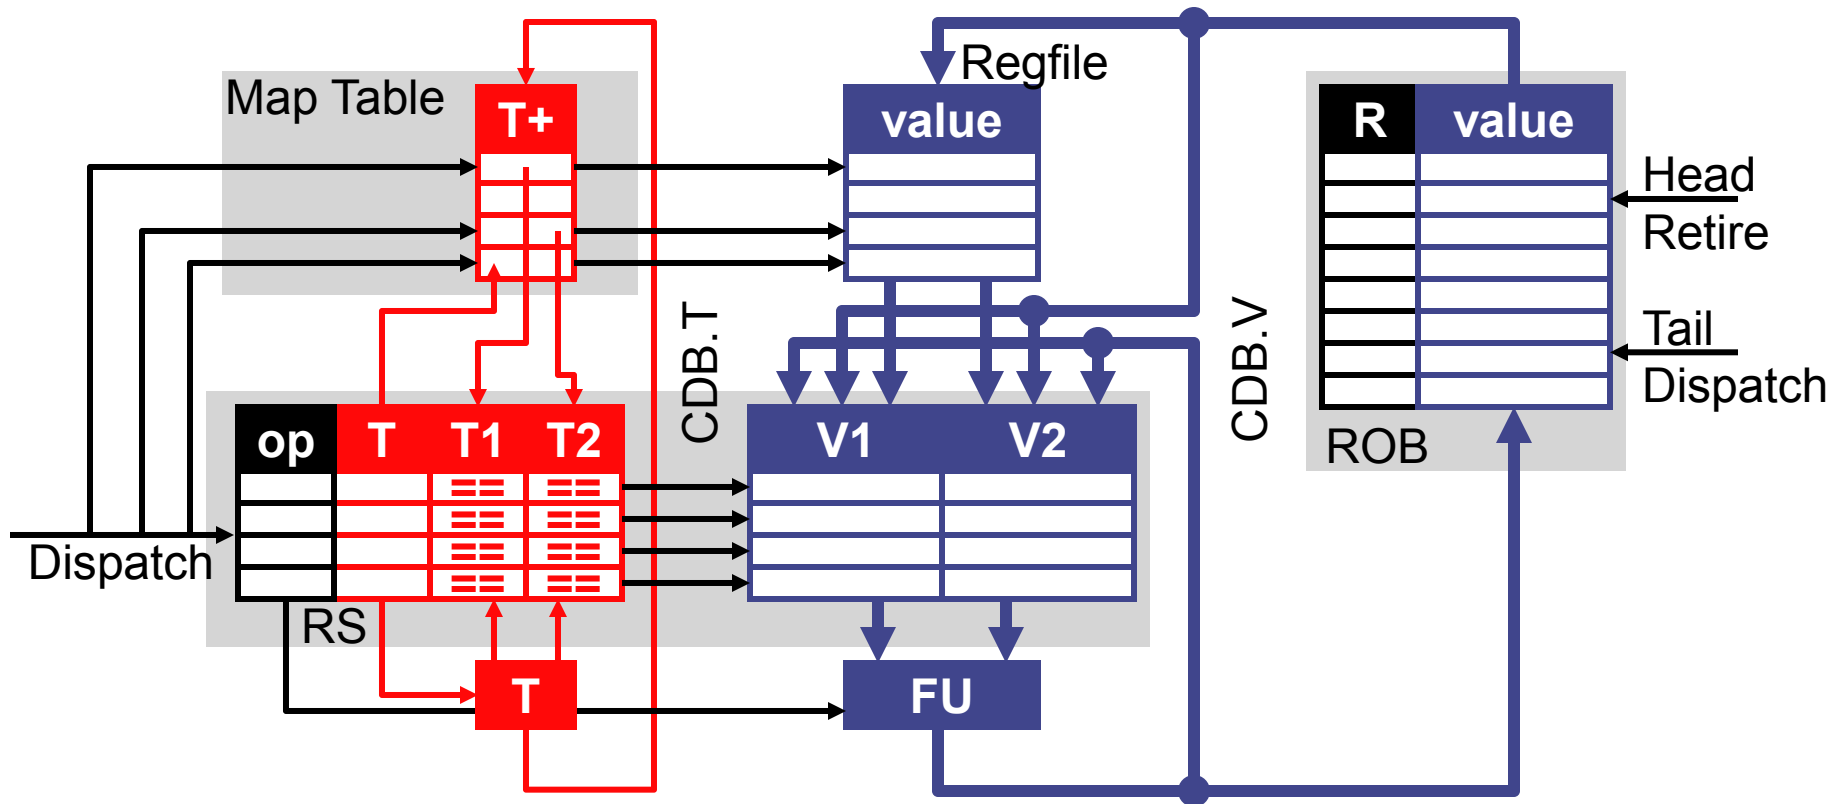 Regfile
Map Table
T+
value
R
value
Head
Retire
CDB.T
CDB.V
Tail
Dispatch
op
T
T1
T2
V1
V2
ROB
Dispatch
RS
T
FU